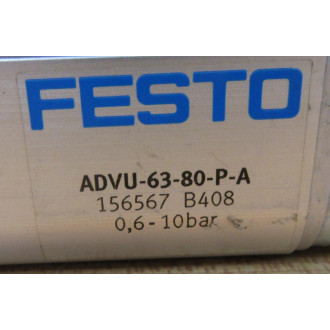 FESTO
ADVU-63-80-P-A
156567 B408
0,6-10bar